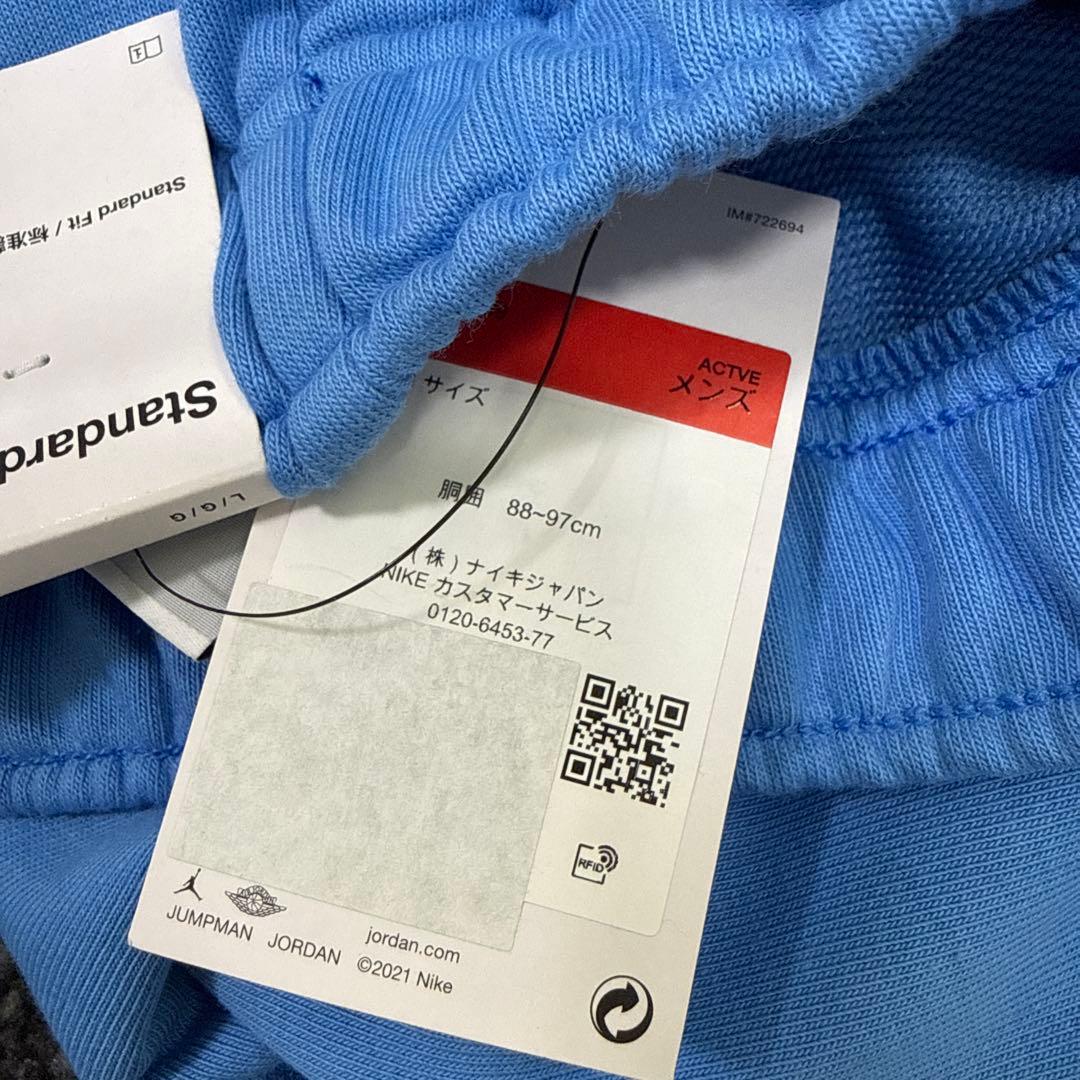 Standard Fit / 标准
Standard
L/G/G
IM#722694
ACTVE
メンズ
サイズ
胴囲 88~97cm
(株)ナイキジャパン
NIKE カスタマーサービス
0120-6453-77
RFID
JUMPMAN JORDAN jordan.com
©2021 Nike